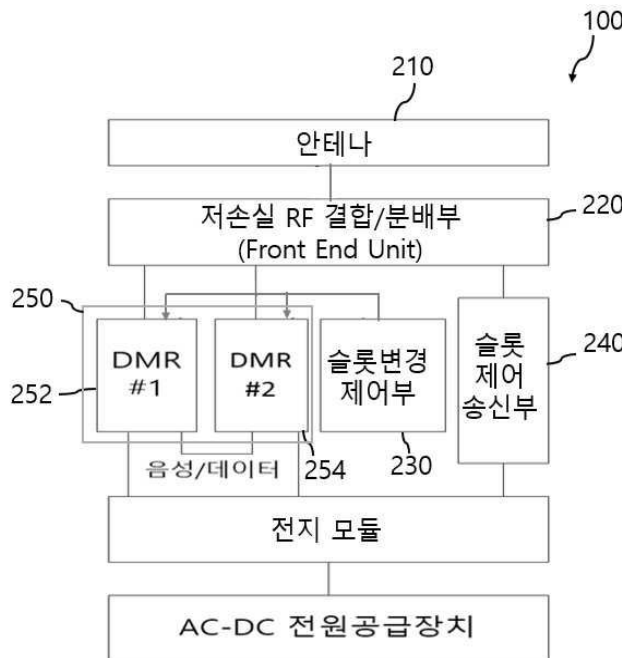 100
210
안테나
저손실 RF 결합/분배부
(Front End Unit)
220
250
DMR
#1
DMR
#2
슬롯변경
제어부
슬롯
제어
송신부
240
252
음성/데이터
254
230
전지 모듈
AC-DC 전원공급장치